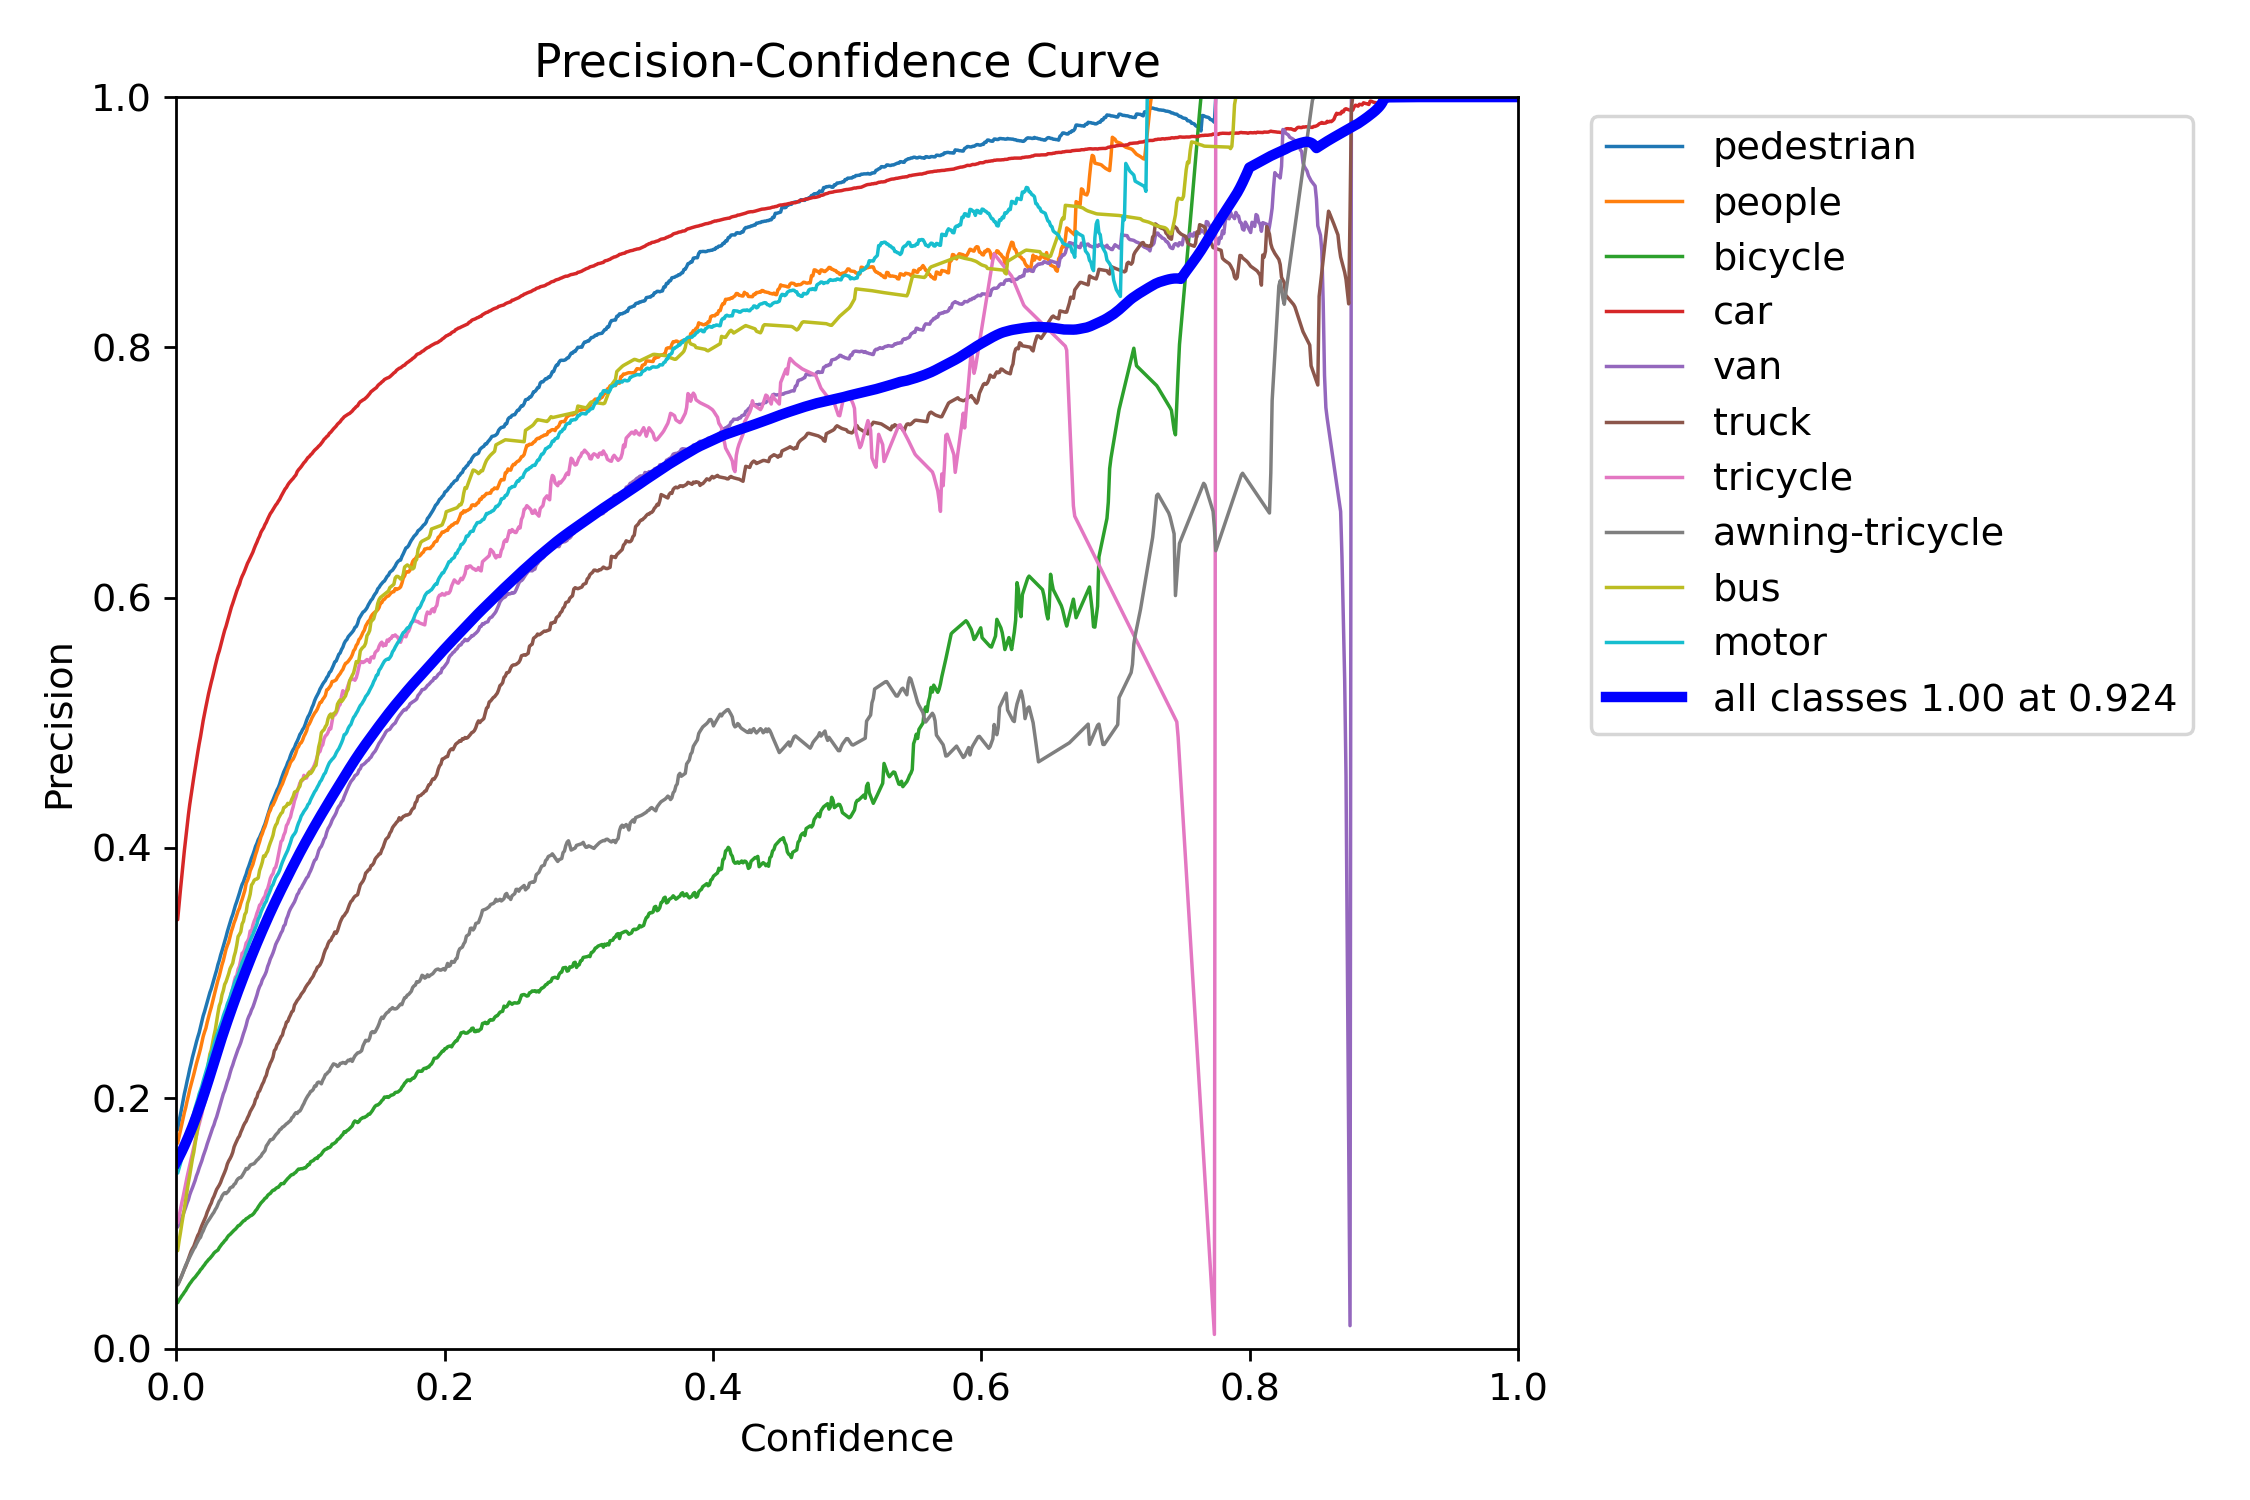 Precision-Confidence Curve
1.0
0.8
0.6
0.4
0.2
0.0
Precision
0.0 0.2 0.4 0.6 0.8 1.0
Confidence
pedestrian
people
bicycle
car
van
truck
tricycle
awning-tricycle
bus
motor
all classes 1.00 at 0.924